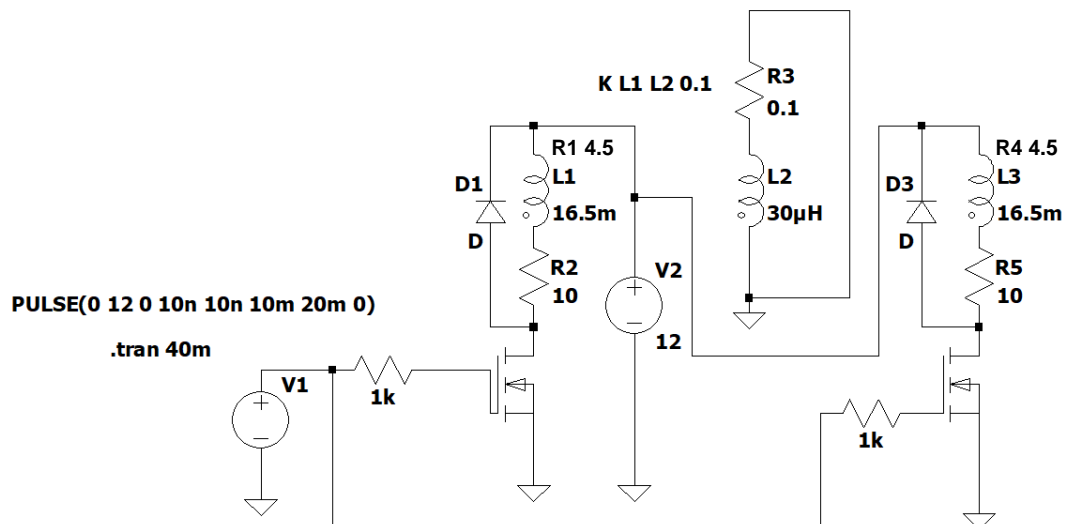 K L1 L2 0.1
R3
0.1
R1 4.5
L1
16.5m
D1
D
R2
10
L2
30µH
R4 4.5
L3
16.5m
D3
D
R5
10
V2
12
PULSE(0 12 0 10n 10n 10m 20m 0)
.tran 40m
V1
1k
1k